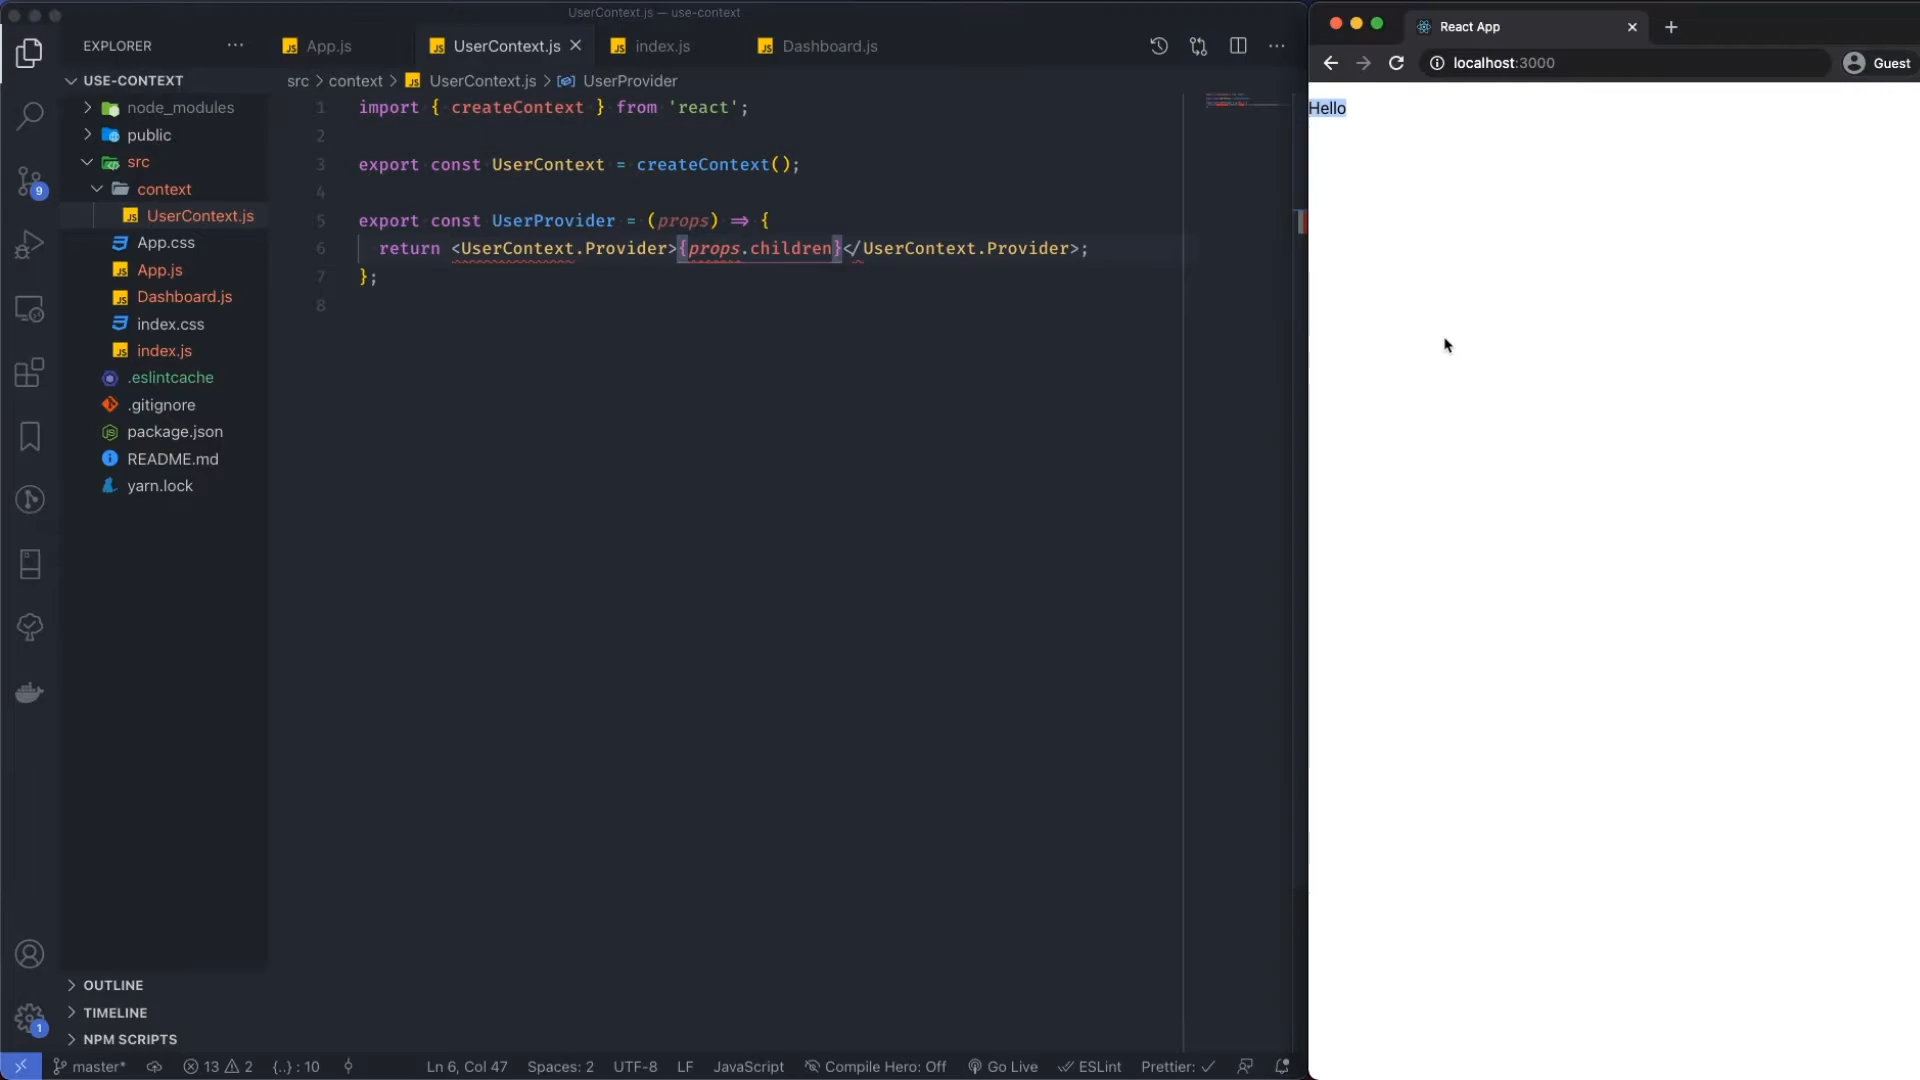 UserContext.js — use-context
EXPLORER
App.js
UserContext.js
index.js
Dashboard.js
USE-CONTEXT
src > context > UserContext.js > UserProvider
node_modules
public
src
context
UserContext.js
App.css
App.js
Dashboard.js
index.css
index.js
.eslintcache
.gitignore
package.json
README.md
yarn.lock
1 import { createContext } from 'react';
2
3 export const UserContext = createContext();
4
5 export const UserProvider = (props) ⇒ {
6 return <UserContext.Provider>{props.children}</UserContext.Provider>;
7 };
8
9
1
OUTLINE
TIMELINE
NPM SCRIPTS
master*
13
2
{..} : 10
Ln 6, Col 47
Spaces: 2
UTF-8
LF
JavaScript
Compile Hero: Off
Go Live
ESLint
Prettier: ✓
React App
localhost:3000
Guest
Hello